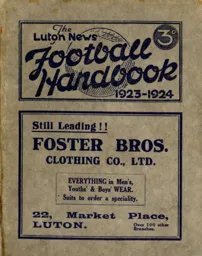 The
Luton News
3D
Football
Handbook
1923-1924
Still Leading!!
FOSTER BROS.
CLOTHING CO., LTD.
EVERYTHING in Men's,
Youths' & Boys' WEAR.
Suits to order a speciality.
22, Market Place,
LUTON.
Over 100 other
Branches.